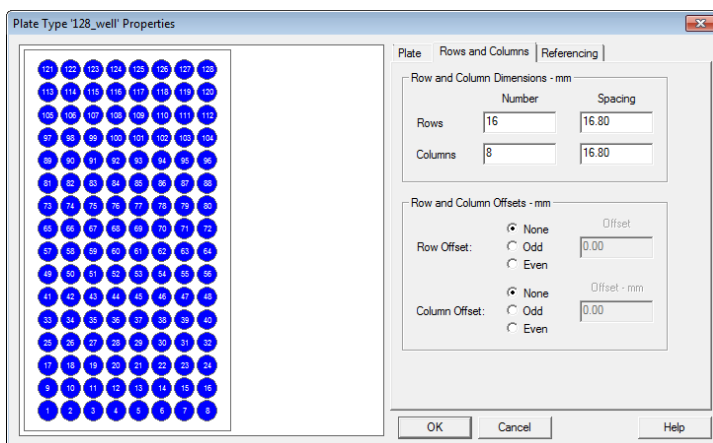 Plate Type '128_well' Properties
Plate Rows and Columns Referencing
121 122 123 124 125 126 127 128
113 114 115 116 117 118 119 120
105 106 107 108 109 110 111 112
97 98 99 100 101 102 103 104
89 90 91 92 93 94 95 96
81 82 83 84 85 86 87 88
73 74 75 76 77 78 79 80
65 66 67 68 69 70 71 72
57 58 59 60 61 62 63 64
49 50 51 52 53 54 55 56
41 42 43 44 45 46 47 48
33 34 35 36 37 38 39 40
25 26 27 28 29 30 31 32
17 18 19 20 21 22 23 24
9 10 11 12 13 14 15 16
1 2 3 4 5 6 7 8
Row and Column Dimensions - mm
Number Spacing
Rows 16 16.80
Columns 8 16.80
Row and Column Offsets - mm
Offset
None
Row Offset: Odd 0.00
Even
Offset - mm
None
Column Offset: Odd 0.00
Even
OK Cancel Help